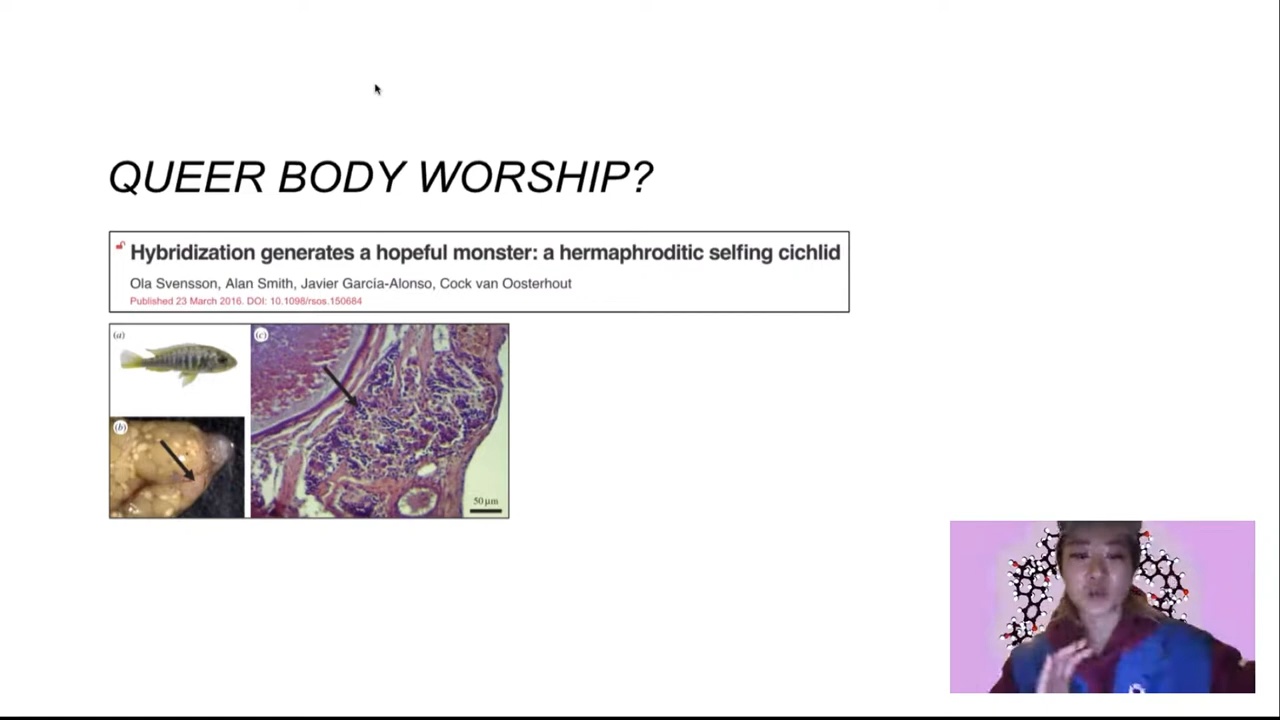 QUEER BODY WORSHIP?
Hybridization generates a hopeful monster: a hermaphroditic selfing cichlid
Ola Svensson, Alan Smith, Javier García-Alonso, Cock van Oosterhout
Published 23 March 2016. DOI: 10.1098/rsos.150684
(a)
(c)
(b)
50 µm